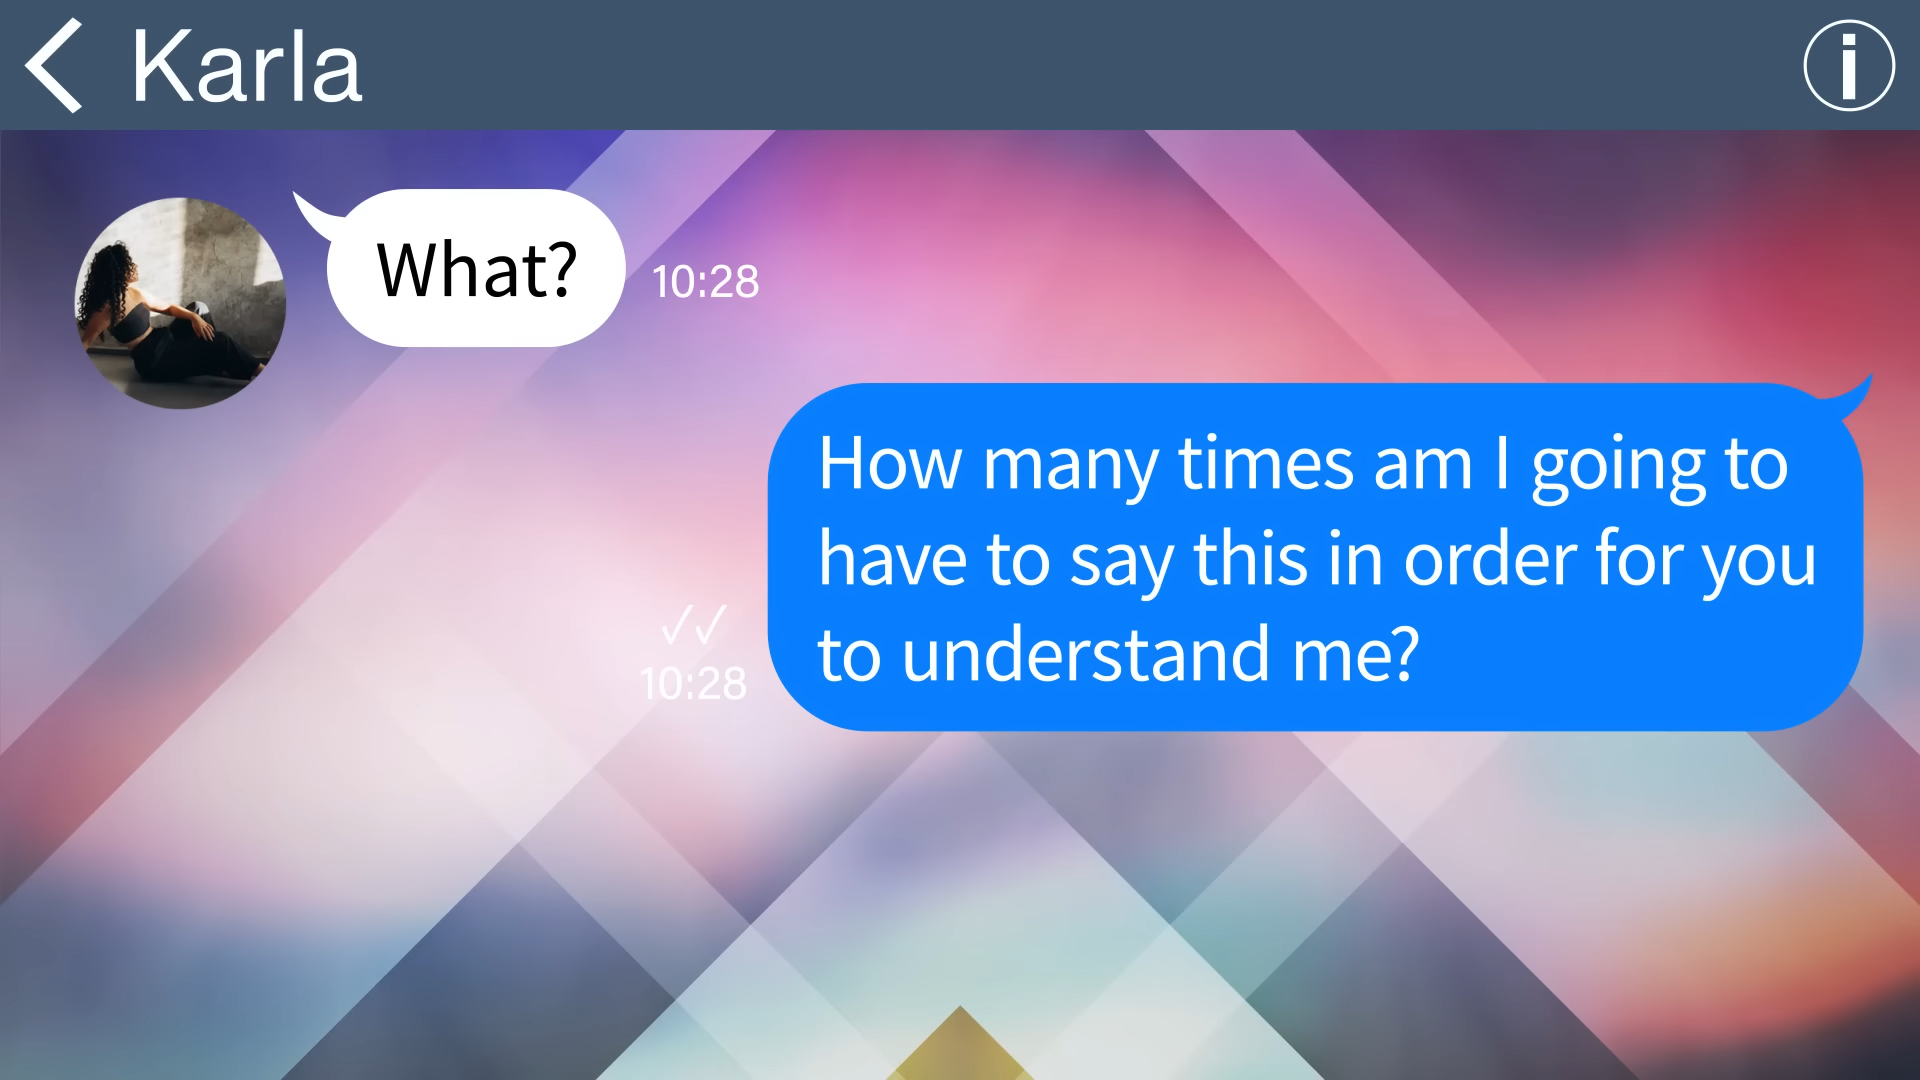 Karla
What?
10:28
How many times am I going to
have to say this in order for you
to understand me?
✓✓
10:28